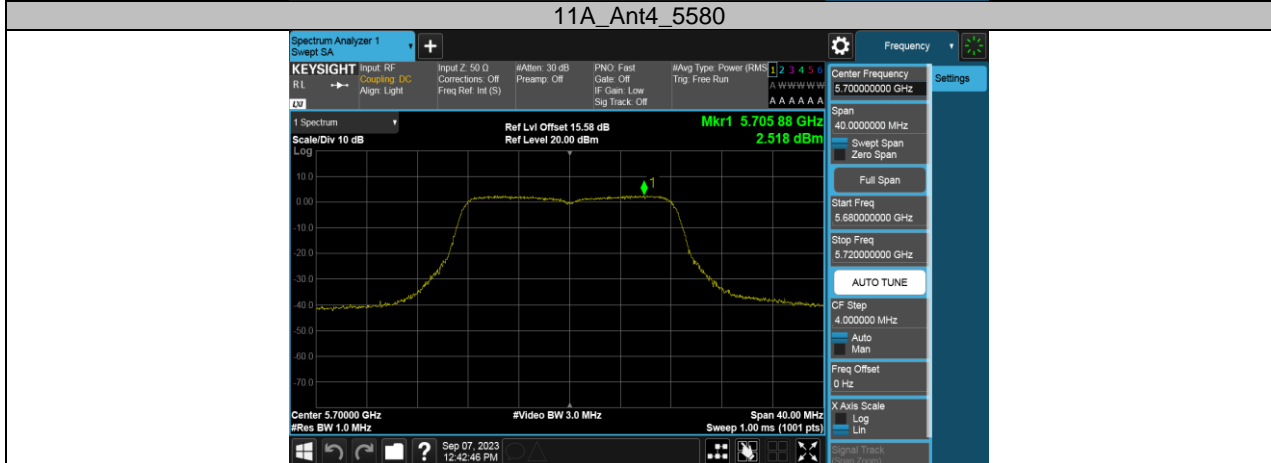 11A_Ant4_5580
Spectrum Analyzer 1
Swept SA
+
Frequency
KEYSIGHT
R L
LXI
Input: RF
Coupling: DC
Align: Light
Input Z: 50 Ω
Corrections: Off
Freq Ref: Int (S)
#Atten: 30 dB
Preamp: Off
PNO: Fast
Gate: Off
IF Gain: Low
Sig Track: Off
#Avg Type: Power (RMS
Trig: Free Run
1 2 3 4 5 6
A W W W W W
A A A A A A
1 Spectrum
Scale/Div 10 dB
Log
Ref Lvl Offset 15.58 dB
Ref Level 20.00 dBm
Mkr1 5.705 88 GHz
2.518 dBm
10.0
0.00
-10.0
-20.0
-30.0
-40.0
-50.0
-60.0
-70.0
1
Center 5.70000 GHz
#Res BW 1.0 MHz
#Video BW 3.0 MHz
Span 40.00 MHz
Sweep 1.00 ms (1001 pts)
Sep 07, 2023
12:42:46 PM
?
Settings
Center Frequency
5.700000000 GHz
Span
40.0000000 MHz
Swept Span
Zero Span
Full Span
Start Freq
5.680000000 GHz
Stop Freq
5.720000000 GHz
AUTO TUNE
CF Step
4.000000 MHz
Auto
Man
Freq Offset
0 Hz
X Axis Scale
Log
Lin
Signal Track
(Span Zoom)